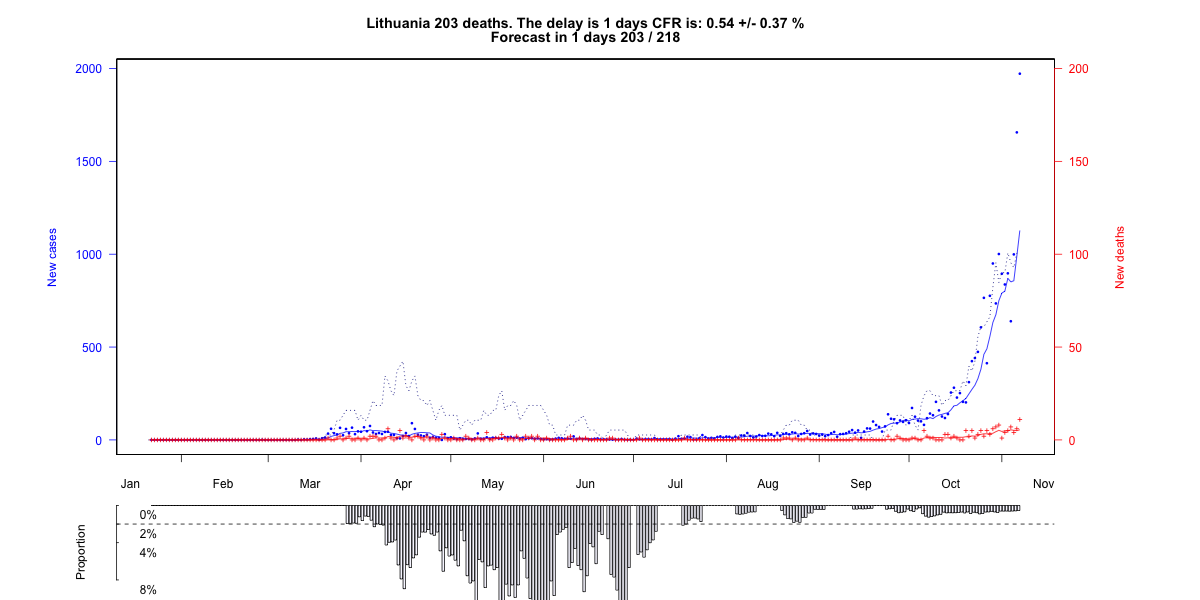 Lithuania 203 deaths. The delay is 1 days CFR is: 0.54 +/- 0.37 %
Forecast in 1 days 203 / 218
2000
1500
1000
500
0
New cases
200
150
100
50
0
New deaths
Jan Feb Mar Apr May Jun Jul Aug Sep Oct Nov
0%
2%
4%
8%
Proportion